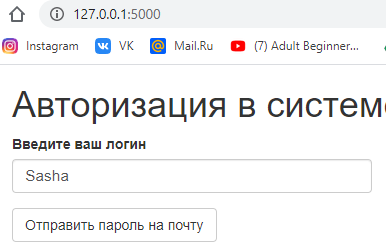 127.0.0.1:5000
Instagram VK Mail.Ru (7) Adult Beginner...
Авторизация в системе
Введите ваш логин
Sasha
Отправить пароль на почту